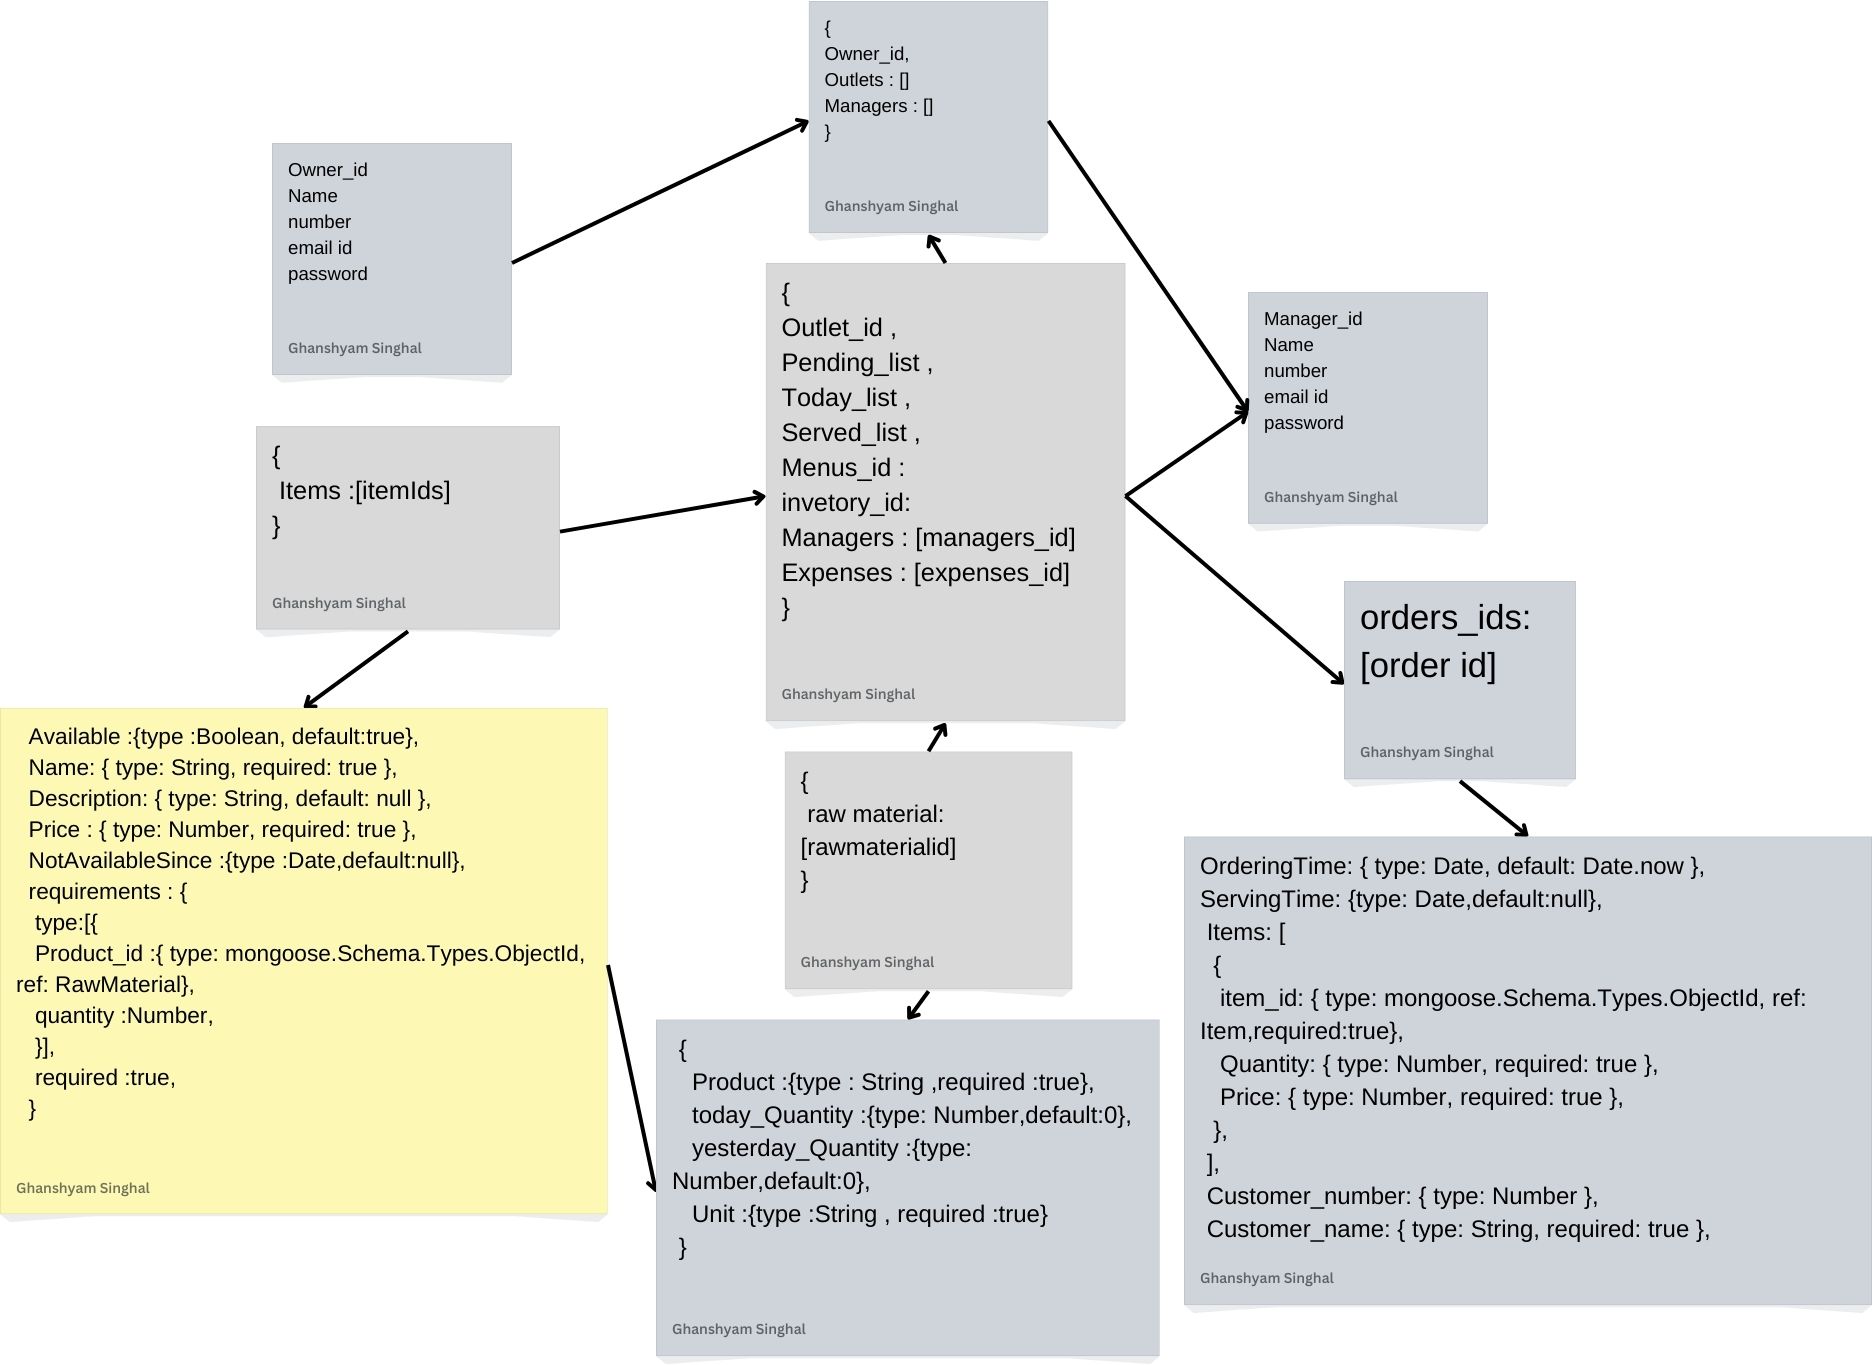 {
Owner_id,
Outlets : []
Managers : []
}
Ghanshyam Singhal
Owner_id
Name
number
email id
password
Ghanshyam Singhal
{
Outlet_id ,
Pending_list ,
Today_list ,
Served_list ,
Menus_id :
invetory_id:
Managers : [managers_id]
Expenses : [expenses_id]
}
Ghanshyam Singhal
Manager_id
Name
number
email id
password
Ghanshyam Singhal
{
Items :[itemIds]
}
Ghanshyam Singhal
orders_ids:
[order id]
Ghanshyam Singhal
Available :{type :Boolean, default:true},
Name: { type: String, required: true },
Description: { type: String, default: null },
Price : { type: Number, required: true },
NotAvailableSince :{type :Date,default:null},
requirements : {
type:[{
Product_id :{ type: mongoose.Schema.Types.ObjectId,
ref: RawMaterial},
quantity :Number,
}],
required :true,
}
Ghanshyam Singhal
{
raw material:
[rawmaterialid]
}
Ghanshyam Singhal
{
Product :{type : String ,required :true},
today_Quantity :{type: Number,default:0},
yesterday_Quantity :{type:
Number,default:0},
Unit :{type :String , required :true}
}
Ghanshyam Singhal
OrderingTime: { type: Date, default: Date.now },
ServingTime: {type: Date,default:null},
Items: [
{
item_id: { type: mongoose.Schema.Types.ObjectId, ref:
Item,required:true},
Quantity: { type: Number, required: true },
Price: { type: Number, required: true },
},
],
Customer_number: { type: Number },
Customer_name: { type: String, required: true },
Ghanshyam Singhal